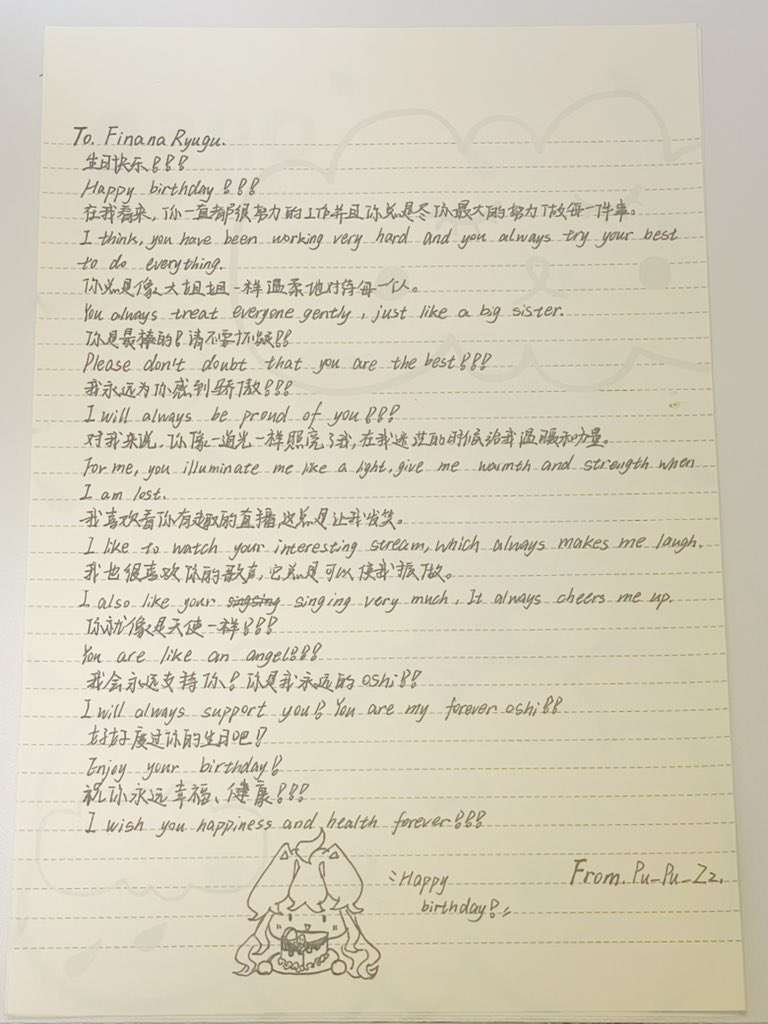 To. Finana Ryugu.
生日快乐!!!
Happy birthday!!!
在我看来,你一直都很努力的工作并且你总是尽你最大的努力做每一件事。
I think, you have been working very hard and you always try your best
to do everything.
你总是像大姐姐一样温柔地对待每一个人。
You always treat everyone gently, just like a big sister.
你是最棒的!请不要怀疑!!
Please don't doubt that you are the best!!!
我永远为你感到骄傲!!!
I will always be proud of you!!!
对我来说,你像一道光一样照亮了我,在我迷茫的时候给我温暖和力量。
For me, you illuminate me like a light, give me warmth and strength when
I am lost.
我喜欢看你有趣的直播,这总是让我发笑。
I like to watch your interesting stream, which always makes me laugh.
我也很喜欢你的歌声,它总是可以使我振作。
I also like your singing very much, It always cheers me up.
你就像是天使一样!!!
You are like an angel!!!
我会永远支持你!你是我永远的oshi!!
I will always support you! You are my forever oshi!!
好好度过你的生日吧!
Enjoy your birthday!
祝你永远幸福、健康!!!
I wish you happiness and health forever!!!
Happy
birthday!
From. Pu-Pu-Zz.